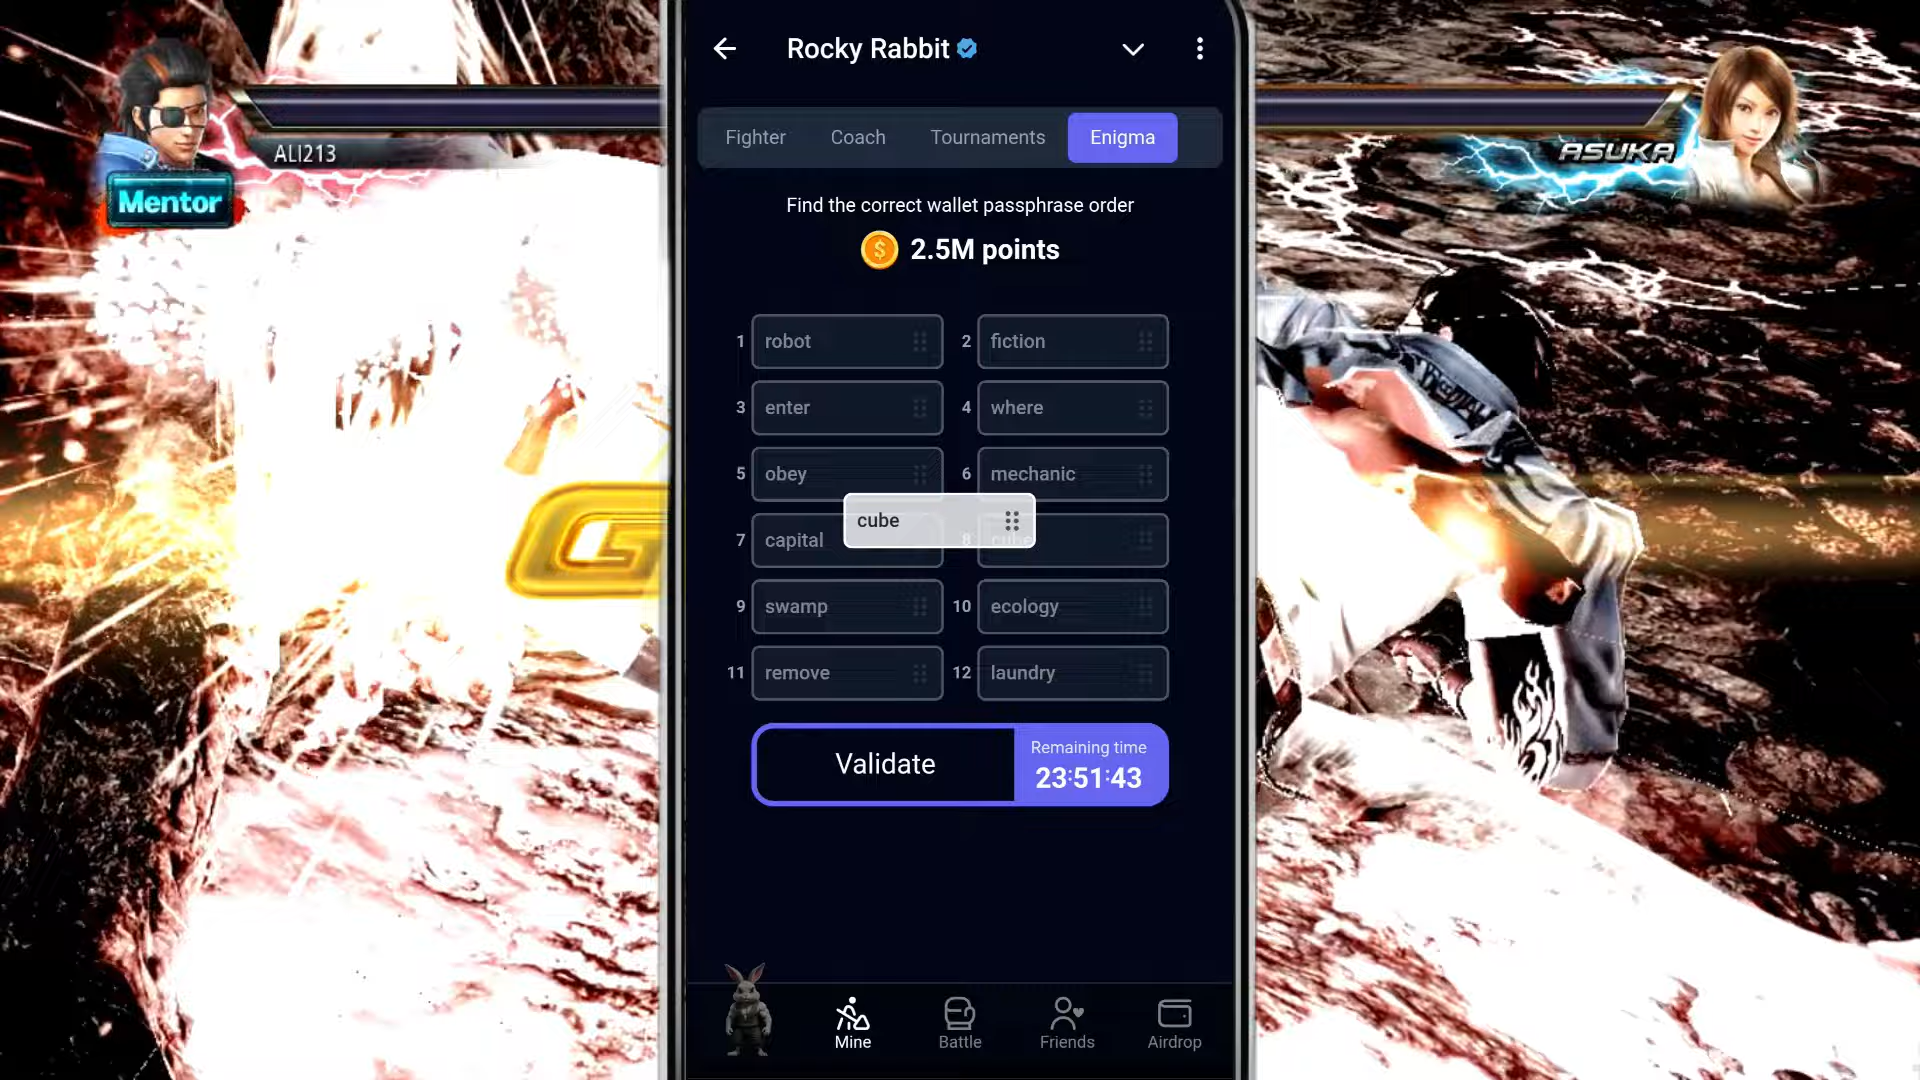 Rocky Rabbit
Fighter Coach Tournaments Enigma
ALI213
ASUKA
Mentor
Find the correct wallet passphrase order
2.5M points
1 robot 2 fiction
3 enter 4 where
5 obey 6 mechanic
cube
7 capital 8 cube
9 swamp 10 ecology
11 remove 12 laundry
Validate
Remaining time
23:51:43
Mine Battle Friends Airdrop